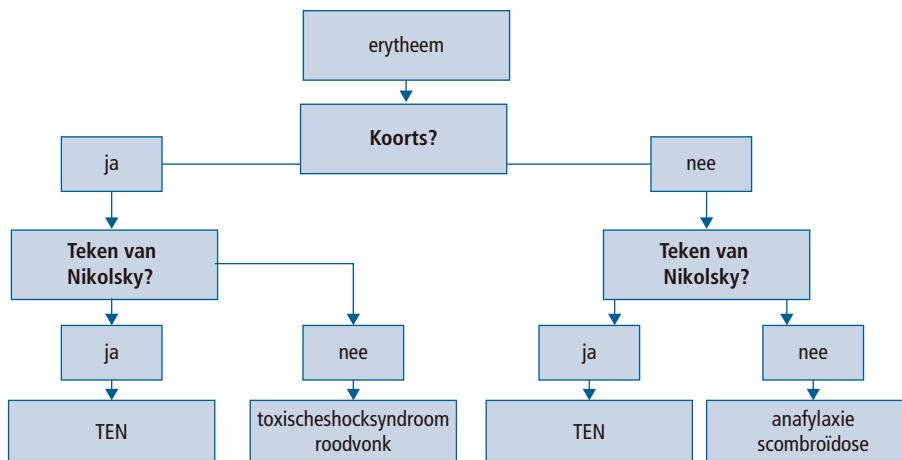 erytheem
Koorts?
ja
nee
Teken van
Nikolsky?
Teken van
Nikolsky?
ja
nee
ja
nee
TEN
toxischeshocksyndroom
roodvonk
TEN
anafylaxie
scombroïdose